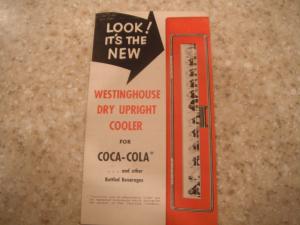 LOOK!
IT'S THE
NEW
WESTINGHOUSE
DRY UPRIGHT
COOLER
FOR
COCA-COLA®
. . . and other
Bottled Beverages